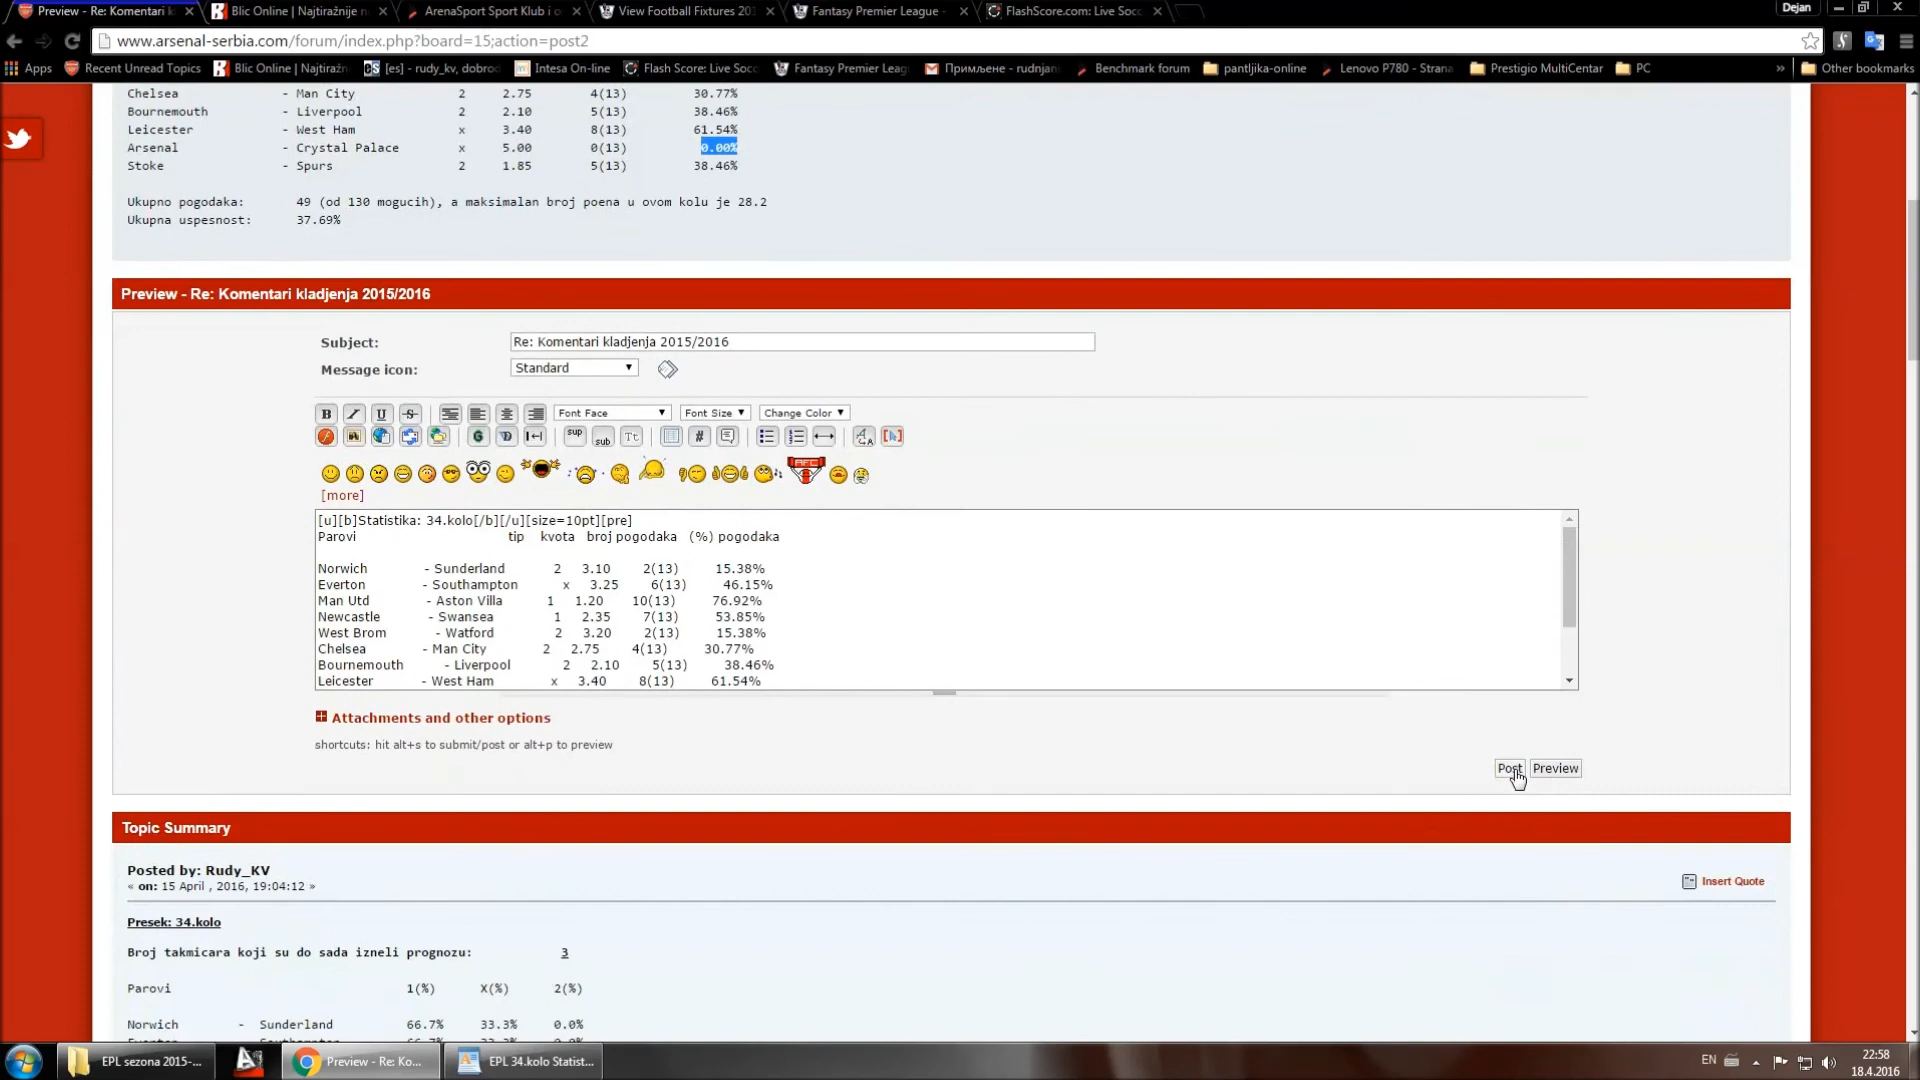 Preview - Re: Komentari k
Blic Online | Najtiražnije n
ArenaSport Sport Klub i o
View Football Fixtures 201
Fantasy Premier League -
FlashScore.com: Live Socc
Dejan
www.arsenal-serbia.com/forum/index.php?board=15;action=post2
Apps
Recent Unread Topics
Blic Online | Najtiražn
[es] - rudy_kv, dobrod
Intesa On-line
Flash Score: Live Socc
Fantasy Premier Leag
Примљене - rudnjan
Benchmark forum
pantljika-online
Lenovo P780 - Strana
Prestigio MultiCentar
PC
» Other bookmarks
Chelsea - Man City 2 2.75 4(13) 30.77%
Bournemouth - Liverpool 2 2.10 5(13) 38.46%
Leicester - West Ham x 3.40 8(13) 61.54%
Arsenal - Crystal Palace x 5.00 0(13) 0.00%
Stoke - Spurs 2 1.85 5(13) 38.46%
Ukupno pogodaka: 49 (od 130 mogucih), a maksimalan broj poena u ovom kolu je 28.2
Ukupna uspesnost: 37.69%
Preview - Re: Komentari kladjenja 2015/2016
Subject: Re: Komentari kladjenja 2015/2016
Message icon: Standard
B I U S Font Face Font Size Change Color
sup sub Tt #
[more]
[u][b]Statistika: 34.kolo[/b][/u][size=10pt][pre]
Parovi tip kvota broj pogodaka (%) pogodaka
Norwich - Sunderland 2 3.10 2(13) 15.38%
Everton - Southampton x 3.25 6(13) 46.15%
Man Utd - Aston Villa 1 1.20 10(13) 76.92%
Newcastle - Swansea 1 2.35 7(13) 53.85%
West Brom - Watford 2 3.20 2(13) 15.38%
Chelsea - Man City 2 2.75 4(13) 30.77%
Bournemouth - Liverpool 2 2.10 5(13) 38.46%
Leicester - West Ham x 3.40 8(13) 61.54%
Attachments and other options
shortcuts: hit alt+s to submit/post or alt+p to preview
Post Preview
Topic Summary
Posted by: Rudy_KV
« on: 15 April , 2016, 19:04:12 »
Insert Quote
Presek: 34.kolo
Broj takmicara koji su do sada izneli prognozu: 3
Parovi 1(%) X(%) 2(%)
Norwich - Sunderland 66.7% 33.3% 0.0%
EPL sezona 2015-...
Preview - Re: Ko...
EPL 34.kolo Statist...
EN
22:58
18.4.2016